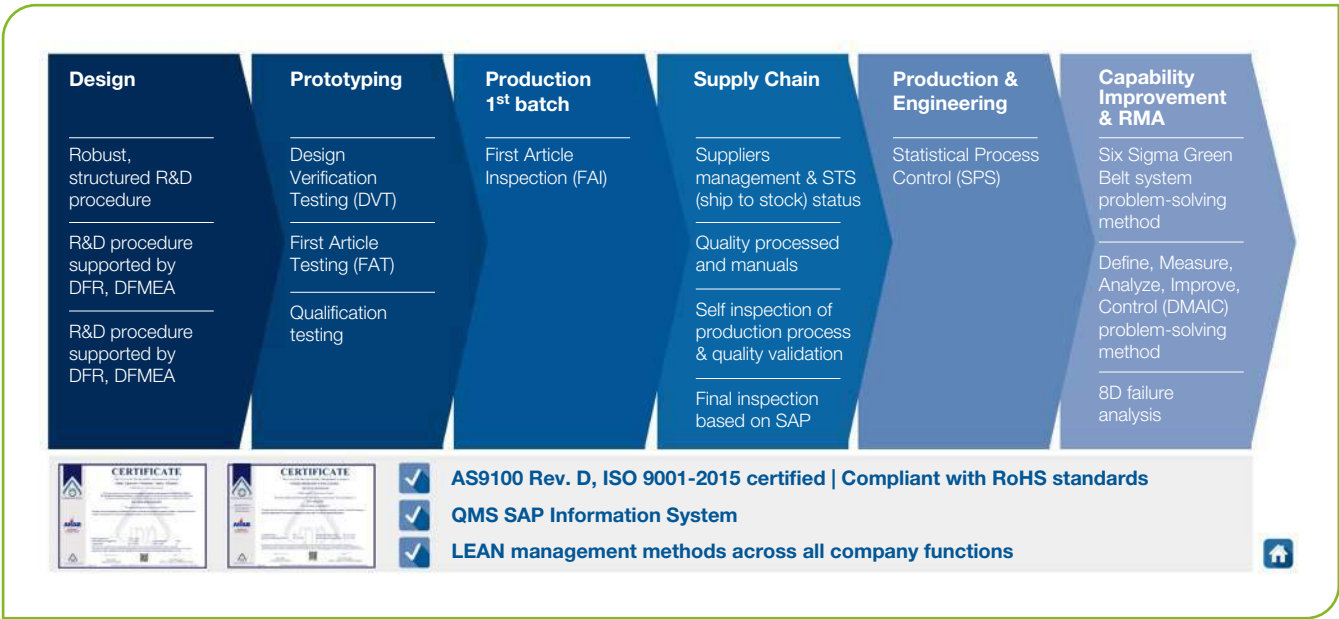 Design
Robust,
structured R&D
procedure
R&D procedure
supported by
DFR, DFMEA
R&D procedure
supported by
DFR, DFMEA
Prototyping
Design
Verification
Testing (DVT)
First Article
Testing (FAT)
Qualification
testing
Production
1st batch
First Article
Inspection (FAI)
Supply Chain
Suppliers
management & STS
(ship to stock) status
Quality processed
and manuals
Self inspection of
production process
& quality validation
Final inspection
based on SAP
Production &
Engineering
Statistical Process
Control (SPS)
Capability
Improvement
& RMA
Six Sigma Green
Belt system
problem-solving
method
Define, Measure,
Analyze, Improve,
Control (DMAIC)
problem-solving
method
8D failure
analysis
CERTIFICATE
CERTIFICATE
AS9100 Rev. D, ISO 9001-2015 certified | Compliant with RoHS standards
QMS SAP Information System
LEAN management methods across all company functions